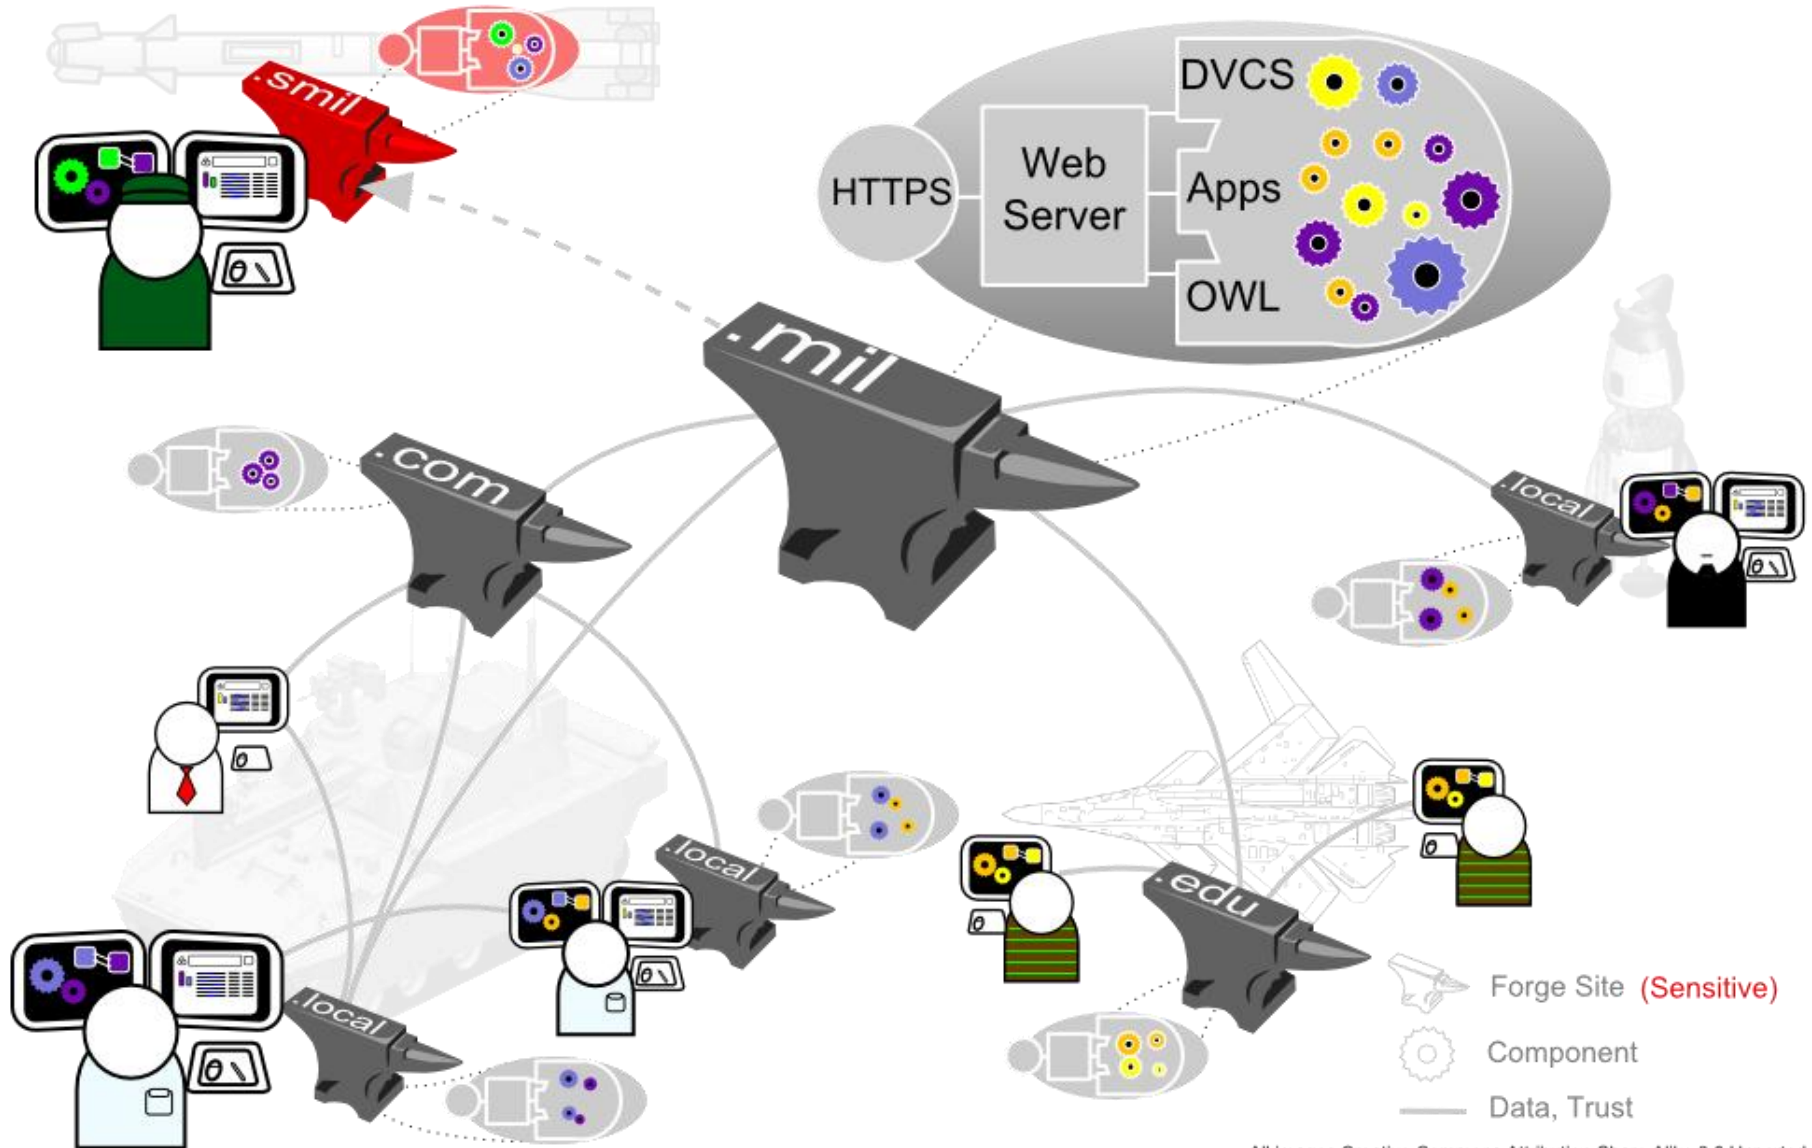 .smil
DVCS
Web
Server
HTTPS
Apps
OWL
.mil
.com
.local
.local
.edu
.local
Forge Site (Sensitive)
Component
Data, Trust